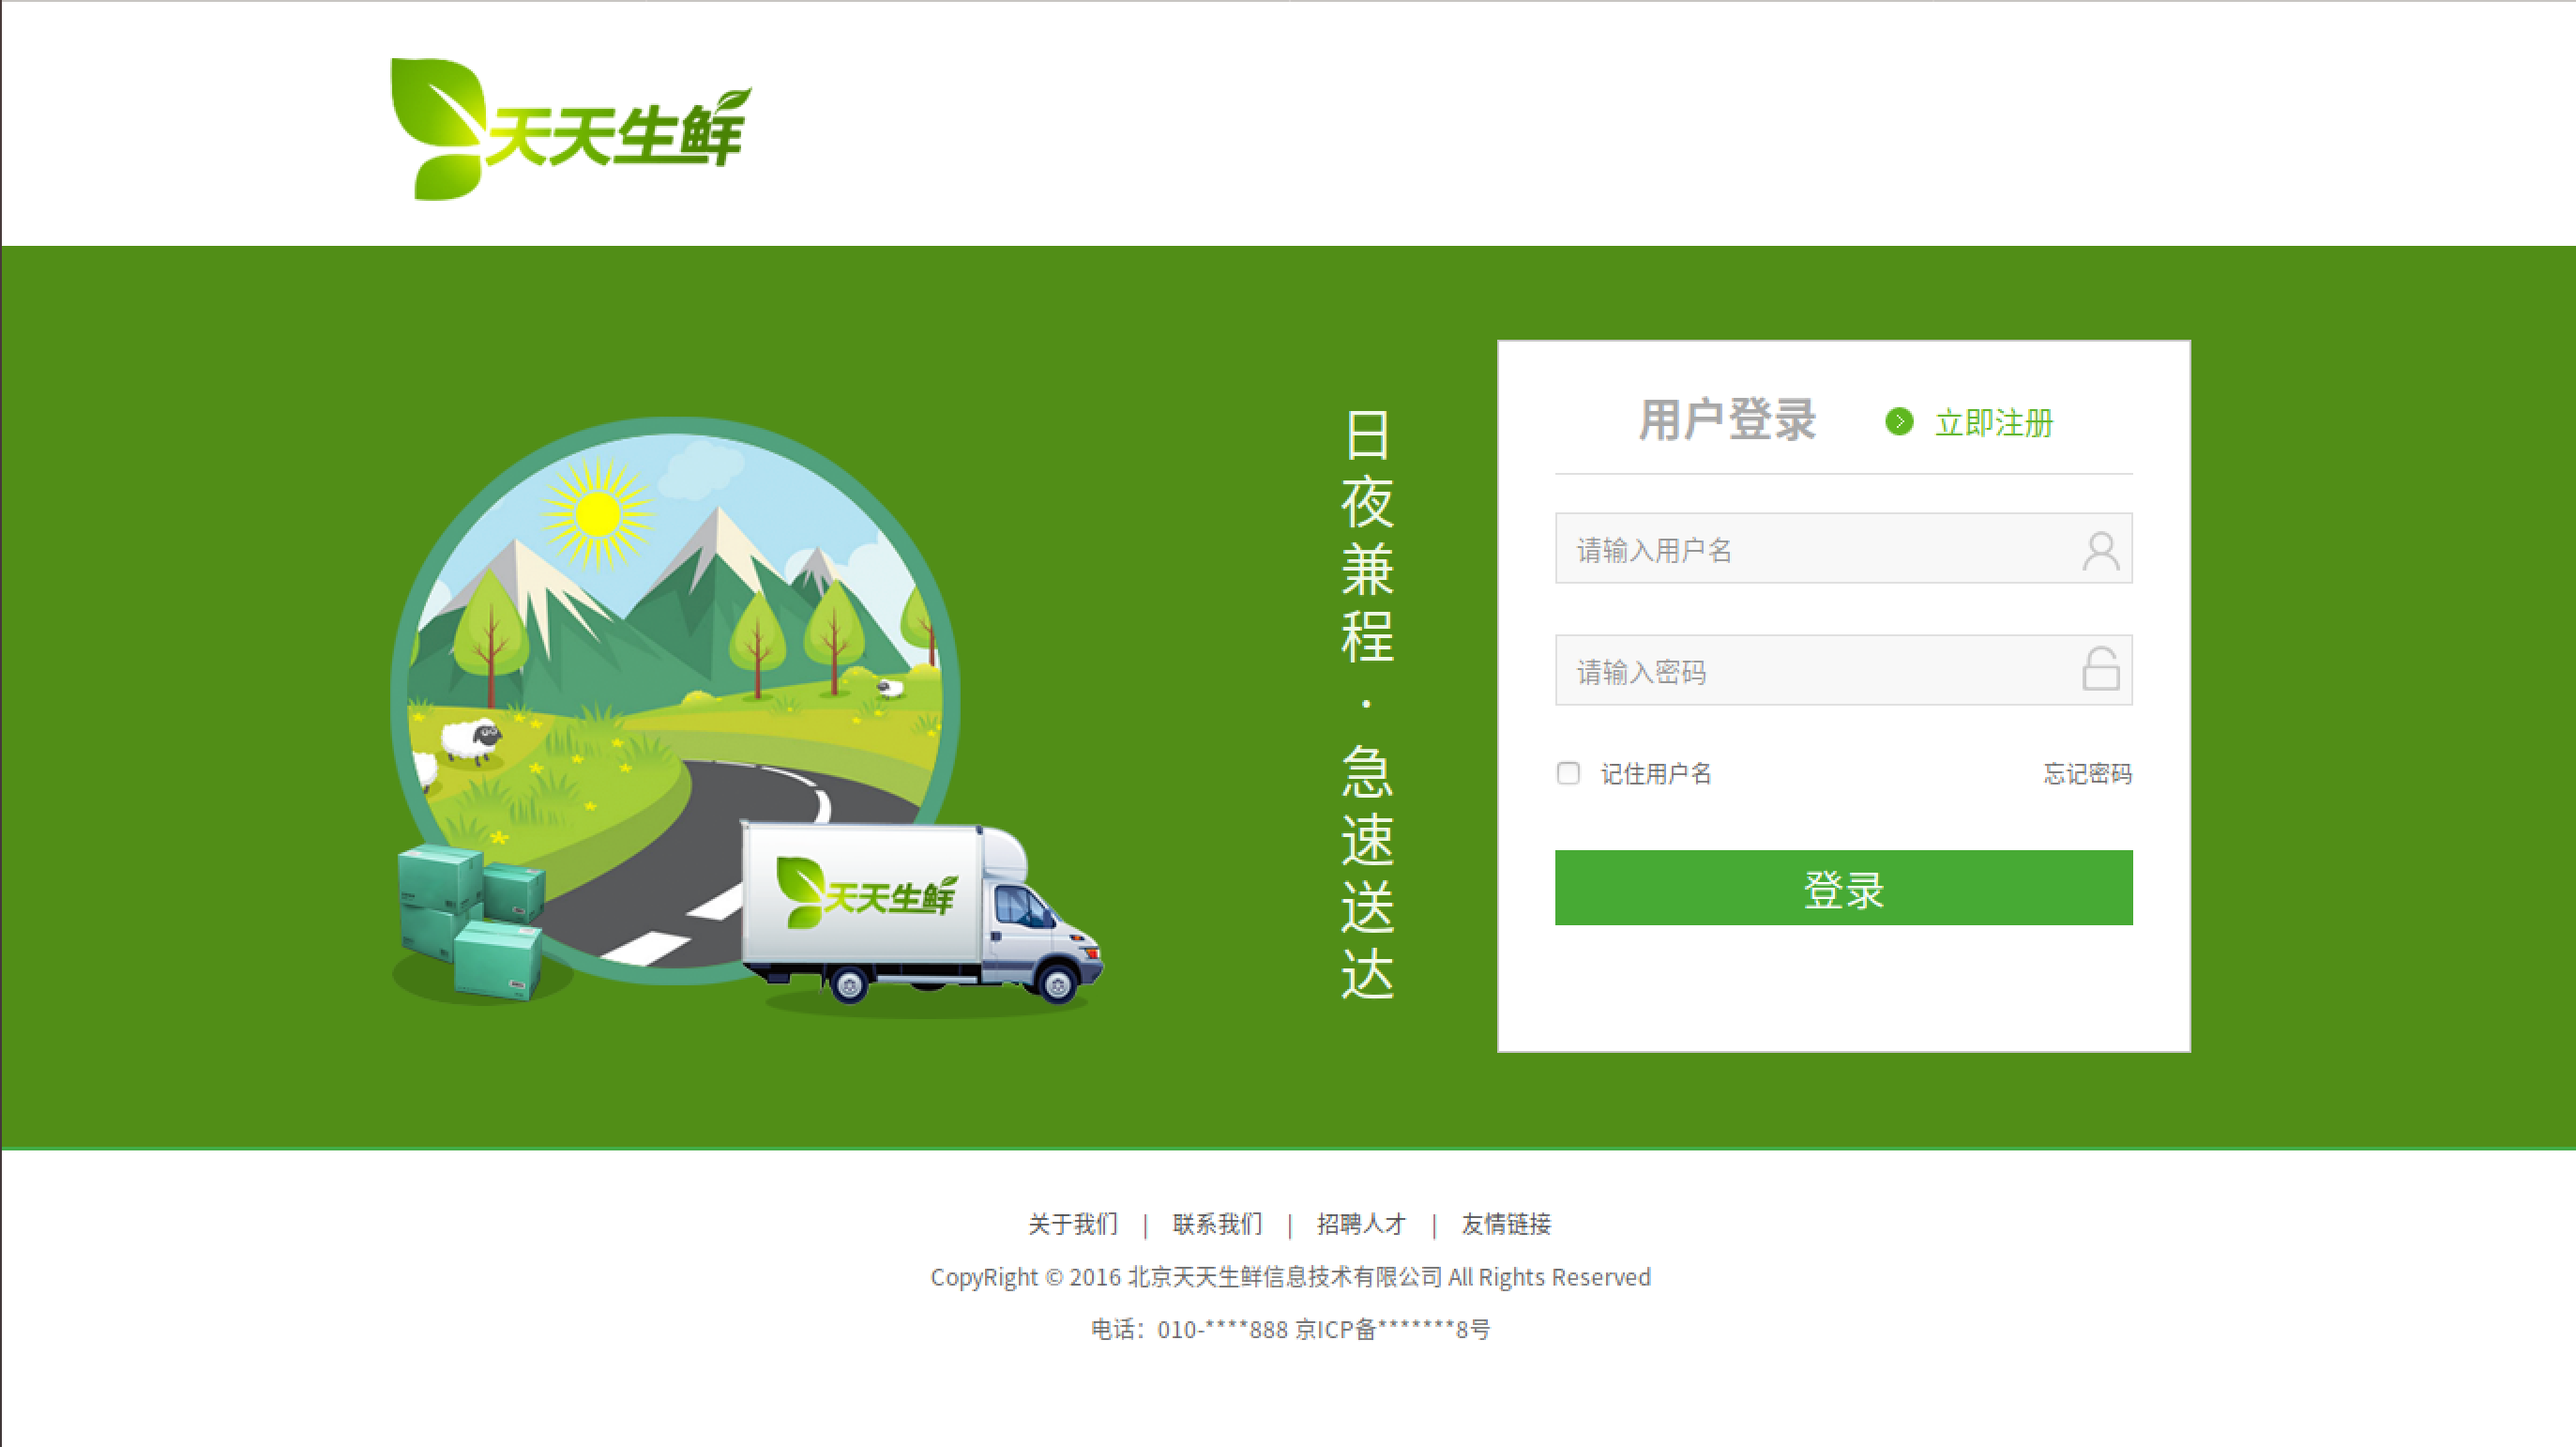 天天生鲜
日夜兼程·急速送达
天天生鲜
用户登录 立即注册
请输入用户名
请输入密码
记住用户名 忘记密码
登录
关于我们 | 联系我们 | 招聘人才 | 友情链接
CopyRight © 2016 北京天天生鲜信息技术有限公司 All Rights Reserved
电话：010-****888 京ICP备*******8号